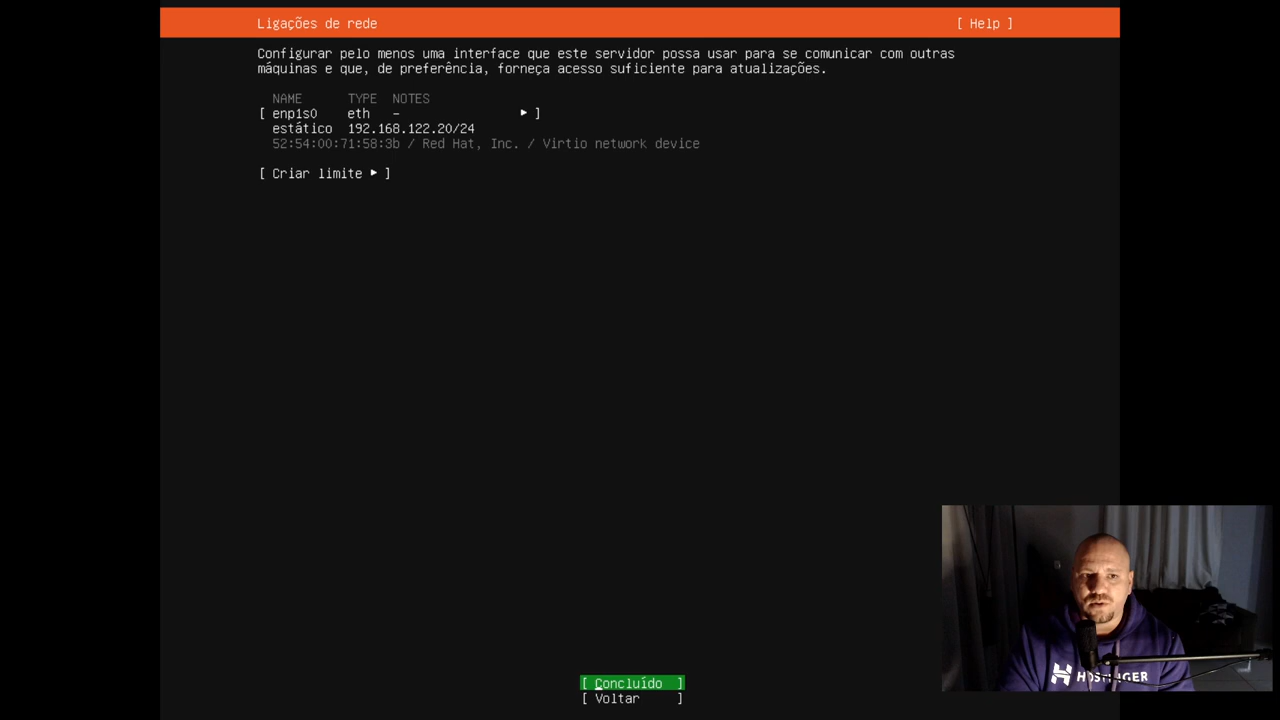 Ligações de rede [ Help ]
Configurar pelo menos uma interface que este servidor possa usar para se comunicar com outras
máquinas e que, de preferência, forneça acesso suficiente para atualizações.
NAME TYPE NOTES
[ enp1s0 eth - ▸ ]
estático 192.168.122.20/24
52:54:00:71:58:3b / Red Hat, Inc. / Virtio network device
[ Criar limite ▸ ]
[ Concluído ]
[ Voltar ]
HOSTINGER